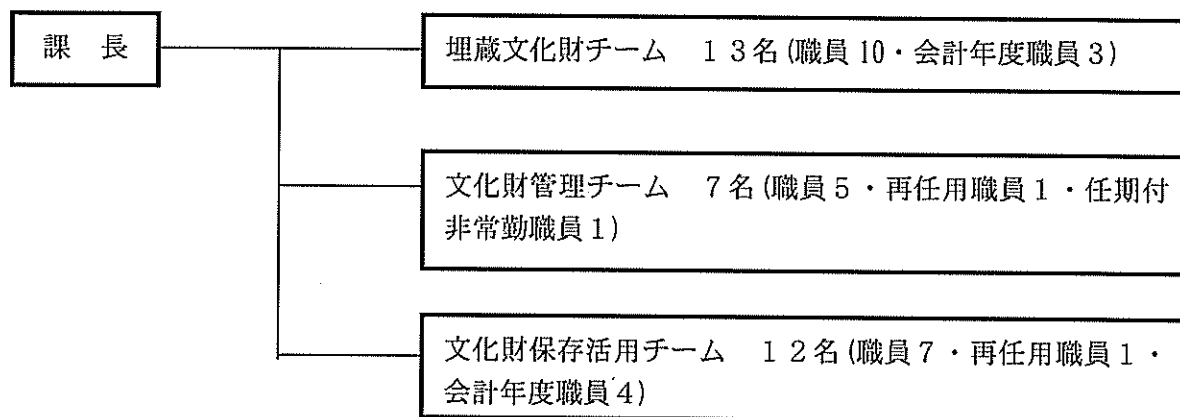 課　長
埋蔵文化財チーム　１３名(職員10・会計年度職員3)
文化財管理チーム　７名(職員５・再任用職員１・任期付
非常勤職員1)
文化財保存活用チーム　１２名(職員７・再任用職員１・
会計年度職員4)